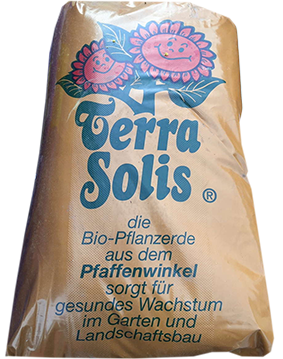 Terra
Solis ®
die
Bio-Pflanzerde
aus dem
Pfaffenwinkel
sorgt für
gesundes Wachstum
im Garten und
Landschaftsbau